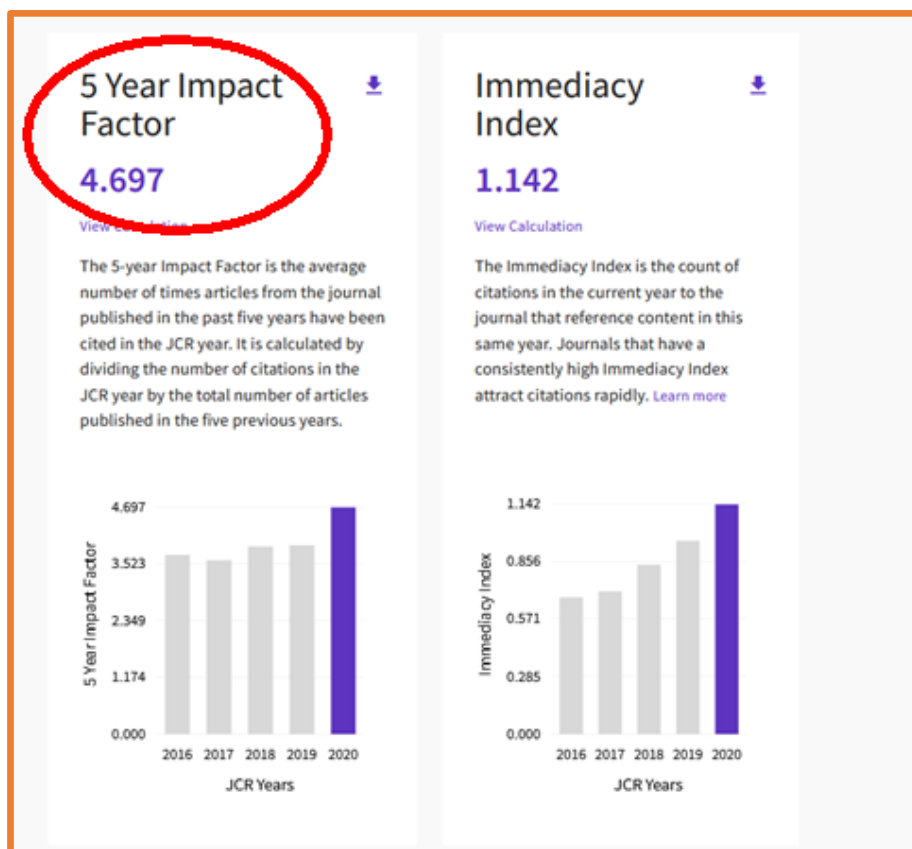 5 Year Impact
Factor
4.697
View Calculation
The 5-year Impact Factor is the average
number of times articles from the journal
published in the past five years have been
cited in the JCR year. It is calculated by
dividing the number of citations in the
JCR year by the total number of articles
published in the five previous years.
4.697
3.523
2.349
1.174
0.000
5 Year Impact Factor
2016 2017 2018 2019 2020
JCR Years
Immediacy
Index
1.142
View Calculation
The Immediacy Index is the count of
citations in the current year to the
journal that reference content in this
same year. Journals that have a
consistently high Immediacy Index
attract citations rapidly. Learn more
1.142
0.856
0.571
0.285
0.000
Immediacy Index
2016 2017 2018 2019 2020
JCR Years